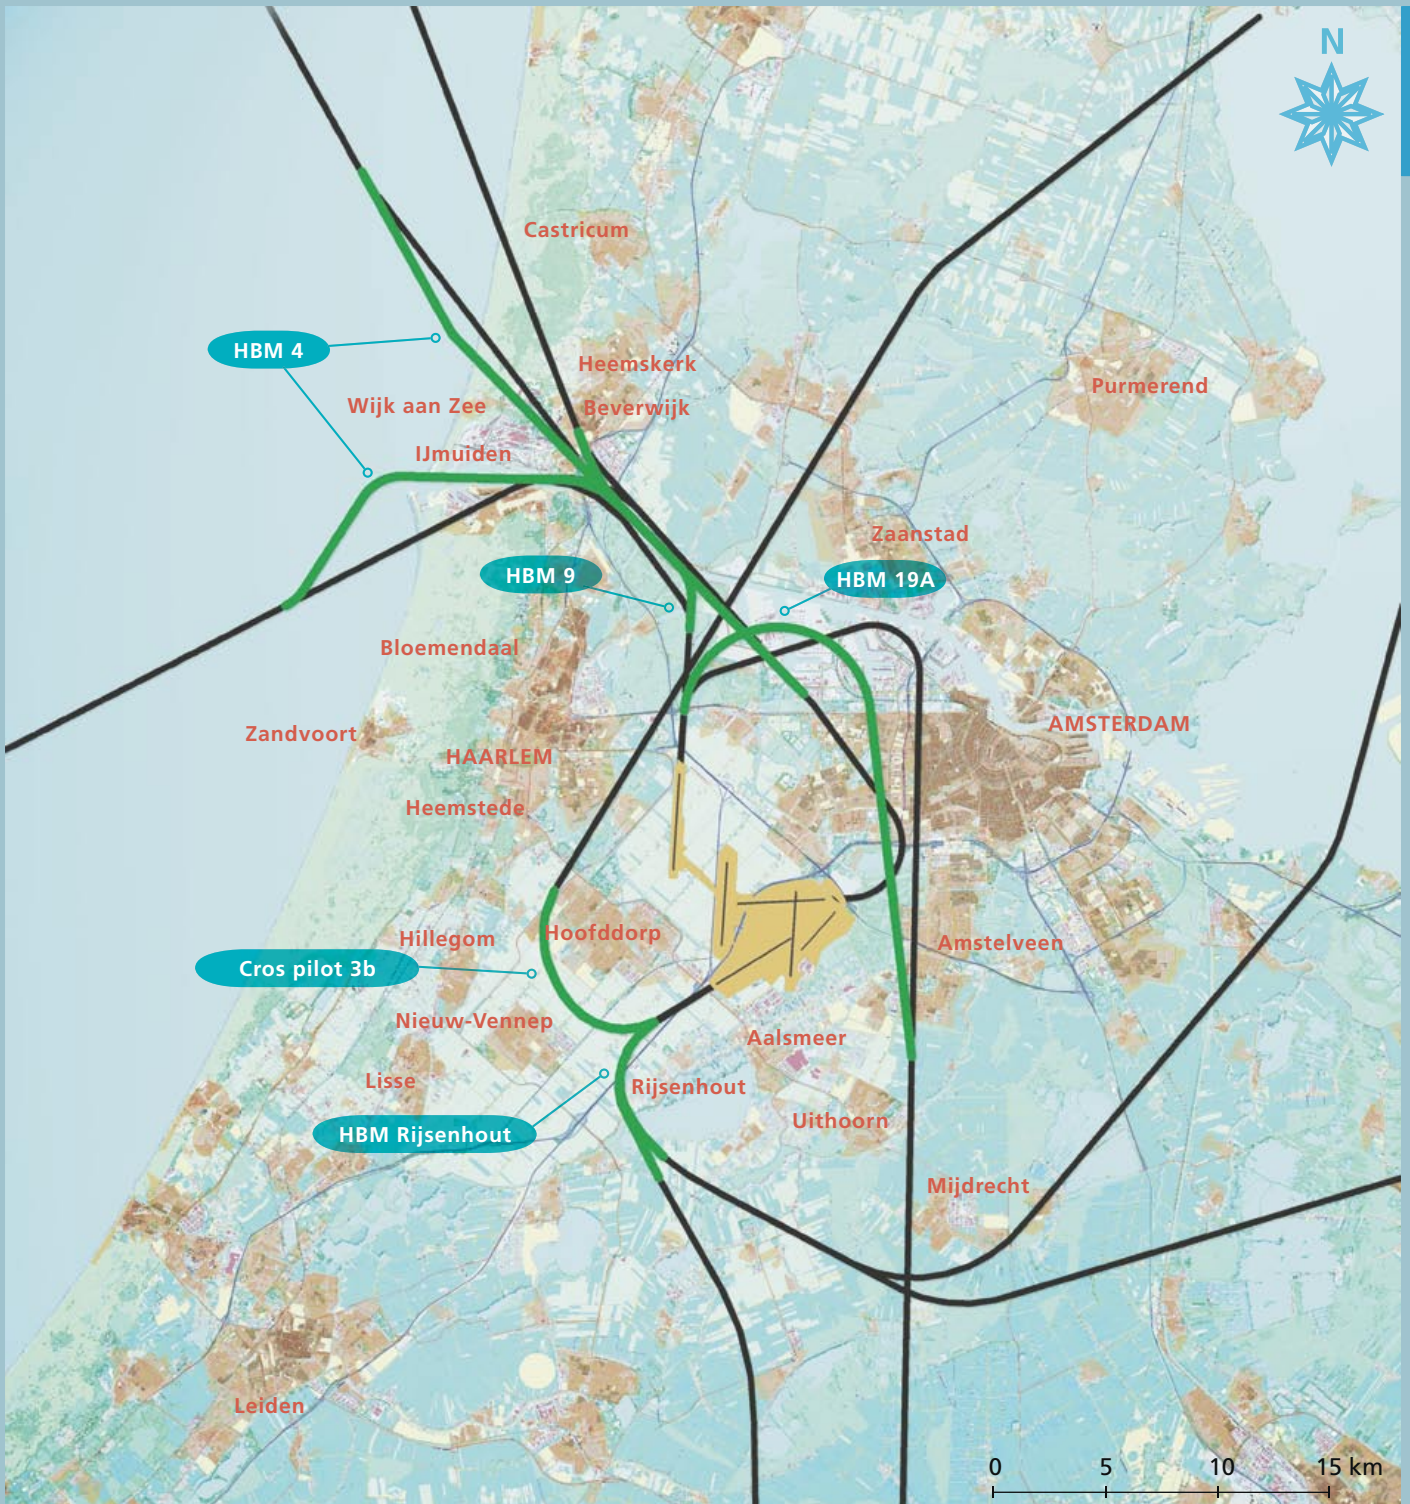 N
Castricum
HBM 4
Heemskerk
Purmerend
Wijk aan Zee
Beverwijk
IJmuiden
Zaanstad
HBM 9
HBM 19A
Bloemendaal
AMSTERDAM
Zandvoort
HAARLEM
Heemstede
Hoofddorp
Hillegom
Amstelveen
Cros pilot 3b
Nieuw-Vennep
Aalsmeer
Lisse
Rijsenhout
Uithoorn
HBM Rijsenhout
Mijdrecht
Leiden
0 5 10 15 km